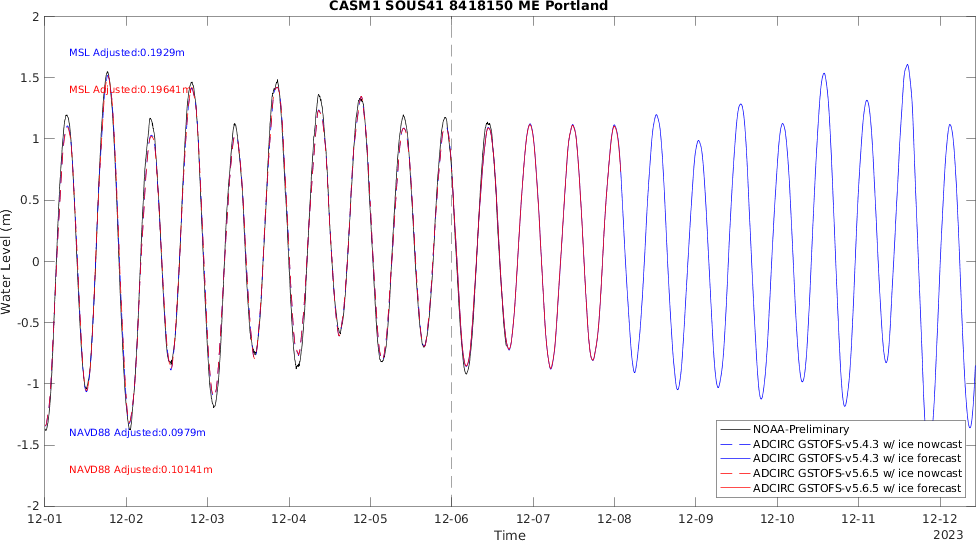 CASM1 SOUS41 8418150 ME Portland
2
1.5
1
0.5
0
-0.5
-1
-1.5
-2
Water Level (m)
MSL Adjusted:0.1929m
MSL Adjusted:0.19641m
NAVD88 Adjusted:0.0979m
NAVD88 Adjusted:0.10141m
NOAA-Preliminary
ADCIRC GSTOFS-v5.4.3 w/ ice nowcast
ADCIRC GSTOFS-v5.4.3 w/ ice forecast
ADCIRC GSTOFS-v5.6.5 w/ ice nowcast
ADCIRC GSTOFS-v5.6.5 w/ ice forecast
12-01 12-02 12-03 12-04 12-05 12-06 12-07 12-08 12-09 12-10 12-11 12-12
Time
2023